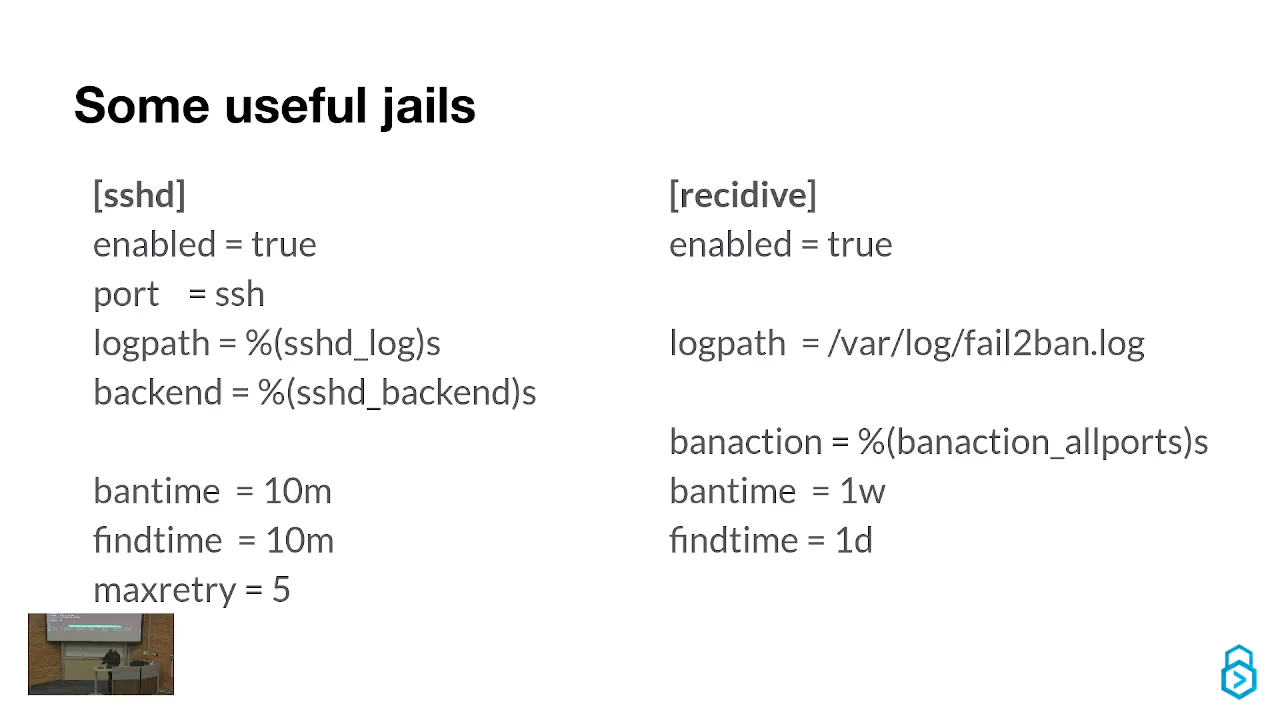 Some useful jails
[sshd]
enabled = true
port = ssh
logpath = %(sshd_log)s
backend = %(sshd_backend)s
bantime = 10m
findtime = 10m
maxretry = 5
[recidive]
enabled = true
logpath = /var/log/fail2ban.log
banaction = %(banaction_allports)s
bantime = 1w
findtime = 1d